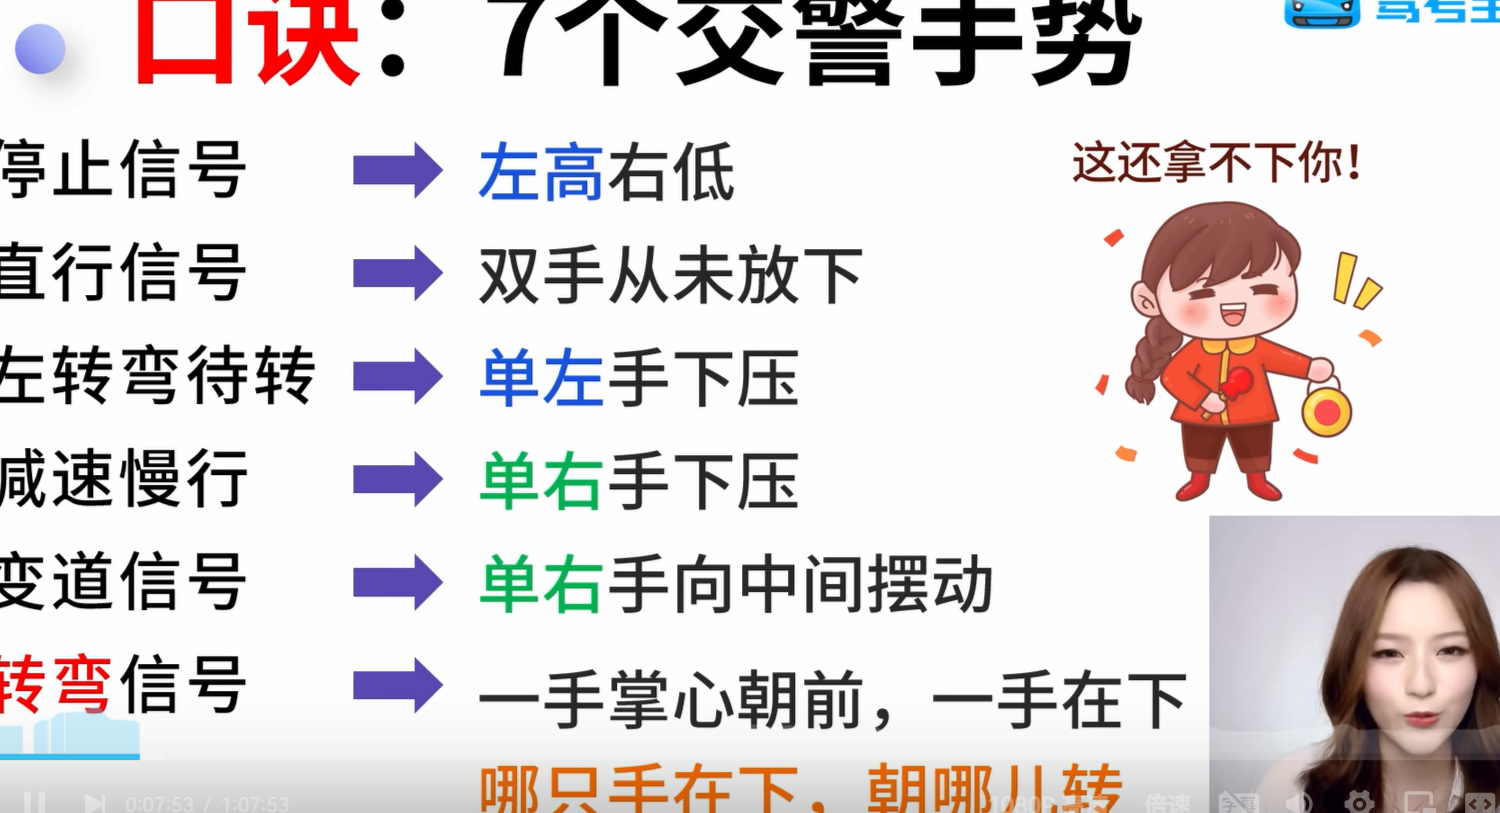 口诀：7个交警手势
驾考宝
这还拿不下你！
停止信号 左高右低
直行信号 双手从未放下
左转弯待转 单左手下压
减速慢行 单右手下压
变道信号 单右手向中间摆动
转弯信号 一手掌心朝前，一手在下
哪只手在下，朝哪儿转
0:07:53 / 1:07:53
1080P 倍速 字幕